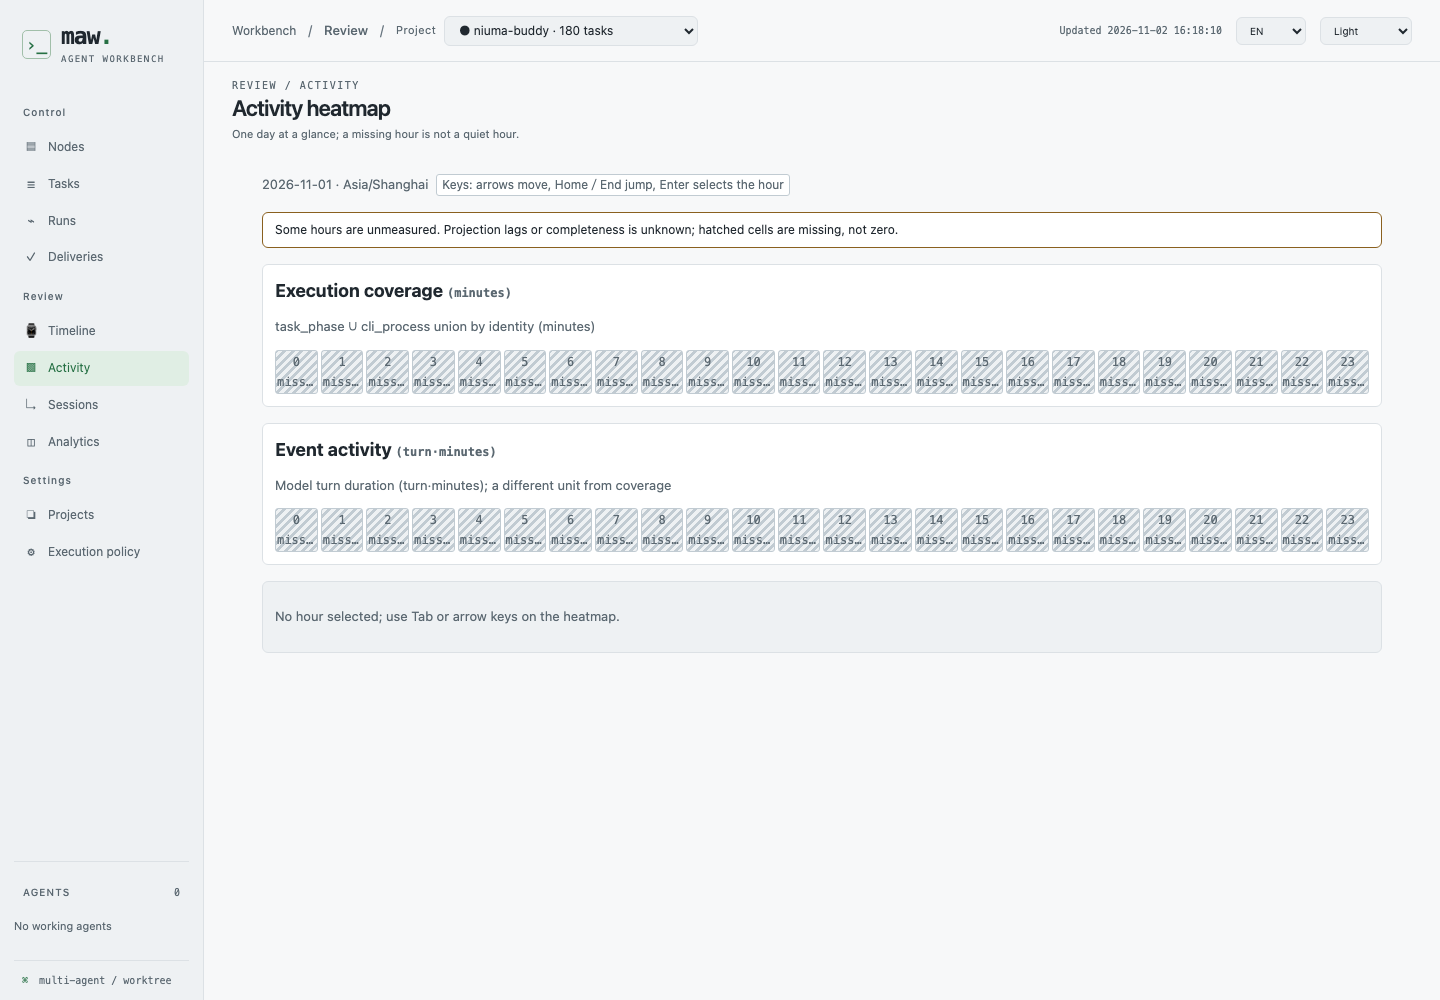 maw.
AGENT WORKBENCH
Control
Nodes
Tasks
Runs
Deliveries
Review
Timeline
Activity
Sessions
Analytics
Settings
Projects
Execution policy
AGENTS 0
No working agents
multi-agent / worktree
Workbench / Review / Project ● niuma-buddy · 180 tasks
Updated 2026-11-02 16:18:10 EN Light
REVIEW / ACTIVITY
Activity heatmap
One day at a glance; a missing hour is not a quiet hour.
2026-11-01 · Asia/Shanghai Keys: arrows move, Home / End jump, Enter selects the hour
Some hours are unmeasured. Projection lags or completeness is unknown; hatched cells are missing, not zero.
Execution coverage (minutes)
task_phase ∪ cli_process union by identity (minutes)
0 1 2 3 4 5 6 7 8 9 10 11 12 13 14 15 16 17 18 19 20 21 22 23
miss… miss… miss… miss… miss… miss… miss… miss… miss… miss… miss… miss… miss… miss… miss… miss… miss… miss… miss… miss… miss… miss… miss… miss…
Event activity (turn·minutes)
Model turn duration (turn·minutes); a different unit from coverage
0 1 2 3 4 5 6 7 8 9 10 11 12 13 14 15 16 17 18 19 20 21 22 23
miss… miss… miss… miss… miss… miss… miss… miss… miss… miss… miss… miss… miss… miss… miss… miss… miss… miss… miss… miss… miss… miss… miss… miss…
No hour selected; use Tab or arrow keys on the heatmap.